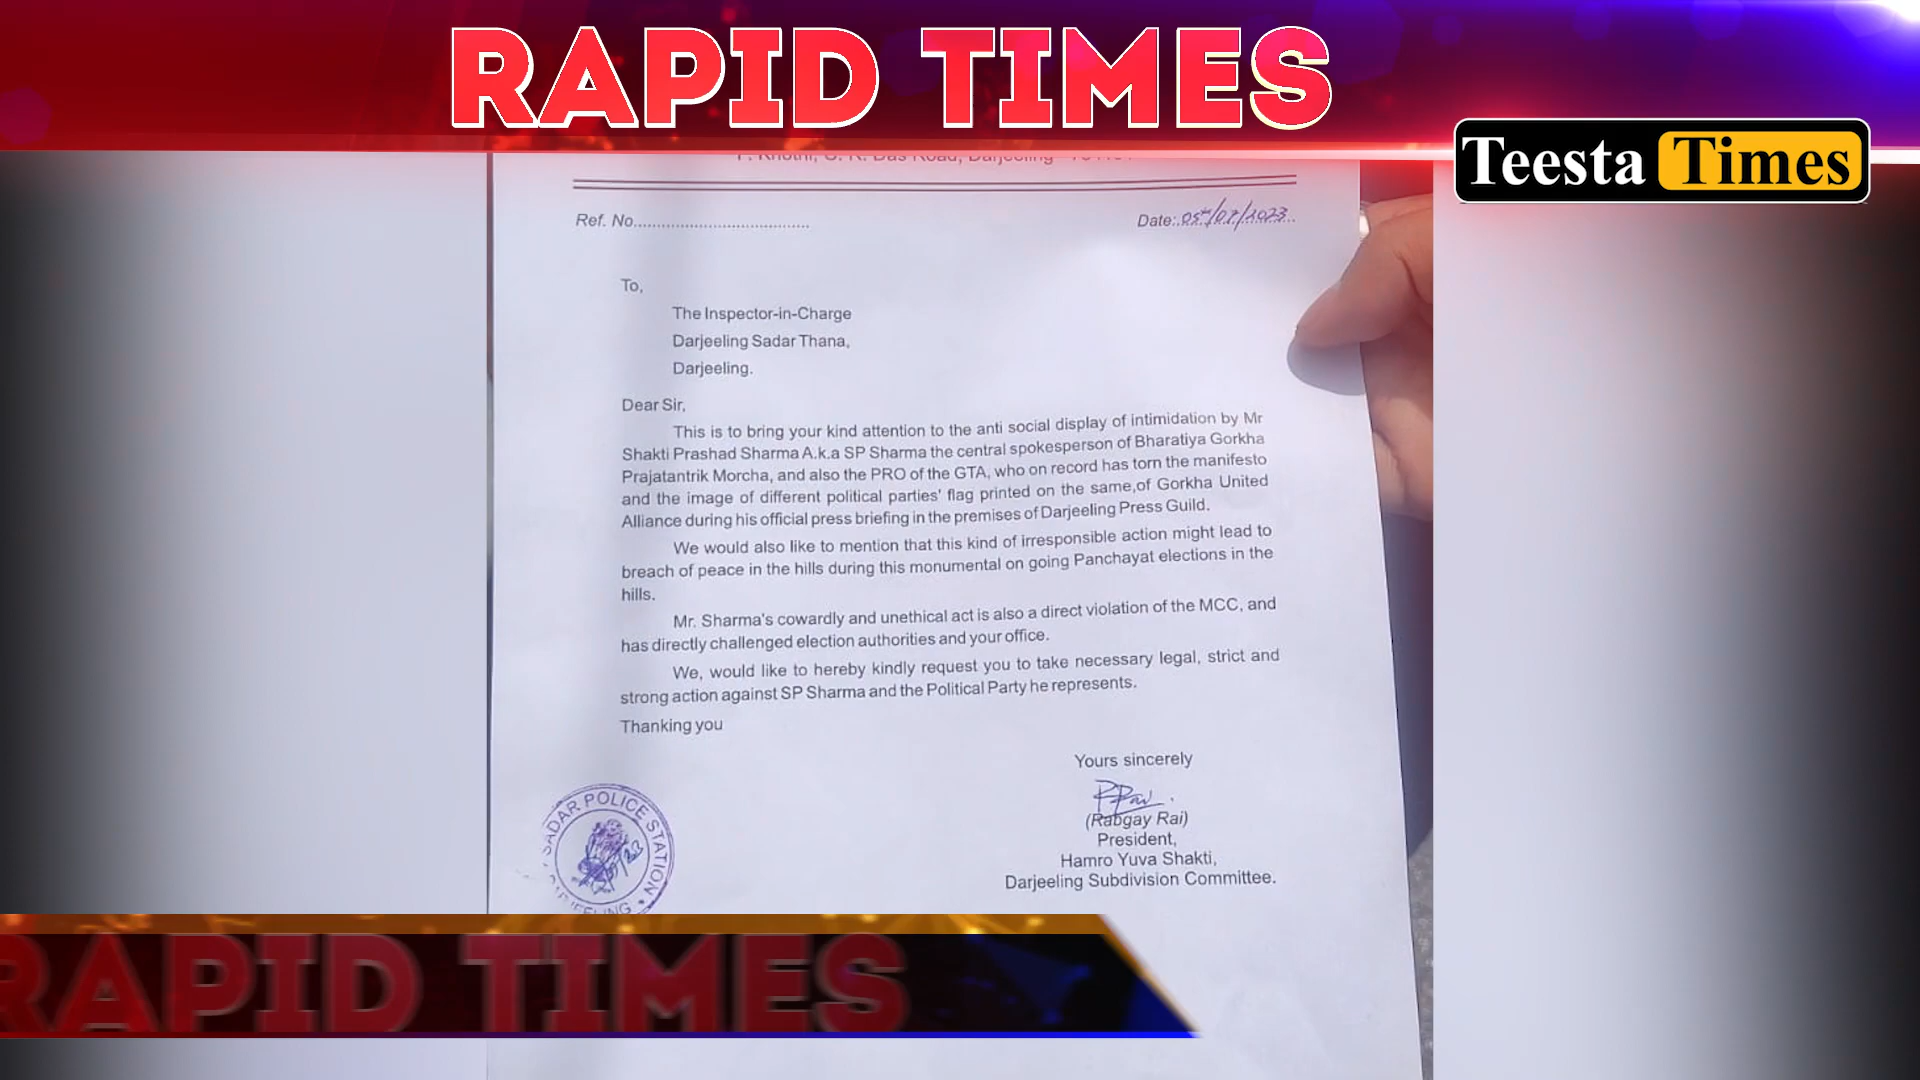 RAPID TIMES
Teesta Times
Ref. No.....................................
Date:..05th/07/2023..
To,
The Inspector-in-Charge
Darjeeling Sadar Thana,
Darjeeling.
Dear Sir,
This is to bring your kind attention to the anti social display of intimidation by Mr
Shakti Prashad Sharma A.k.a SP Sharma the central spokesperson of Bharatiya Gorkha
Prajatantrik Morcha, and also the PRO of the GTA, who on record has torn the manifesto
and the image of different political parties' flag printed on the same,of Gorkha United
Alliance during his official press briefing in the premises of Darjeeling Press Guild.
We would also like to mention that this kind of irresponsible action might lead to
breach of peace in the hills during this monumental on going Panchayat elections in the
hills.
Mr. Sharma's cowardly and unethical act is also a direct violation of the MCC, and
has directly challenged election authorities and your office.
We, would like to hereby kindly request you to take necessary legal, strict and
strong action against SP Sharma and the Political Party he represents.
Thanking you
Yours sincerely
(Rabgay Rai)
President,
Hamro Yuva Shakti,
Darjeeling Subdivision Committee.
SADAR POLICE STATION
RAPID TIMES